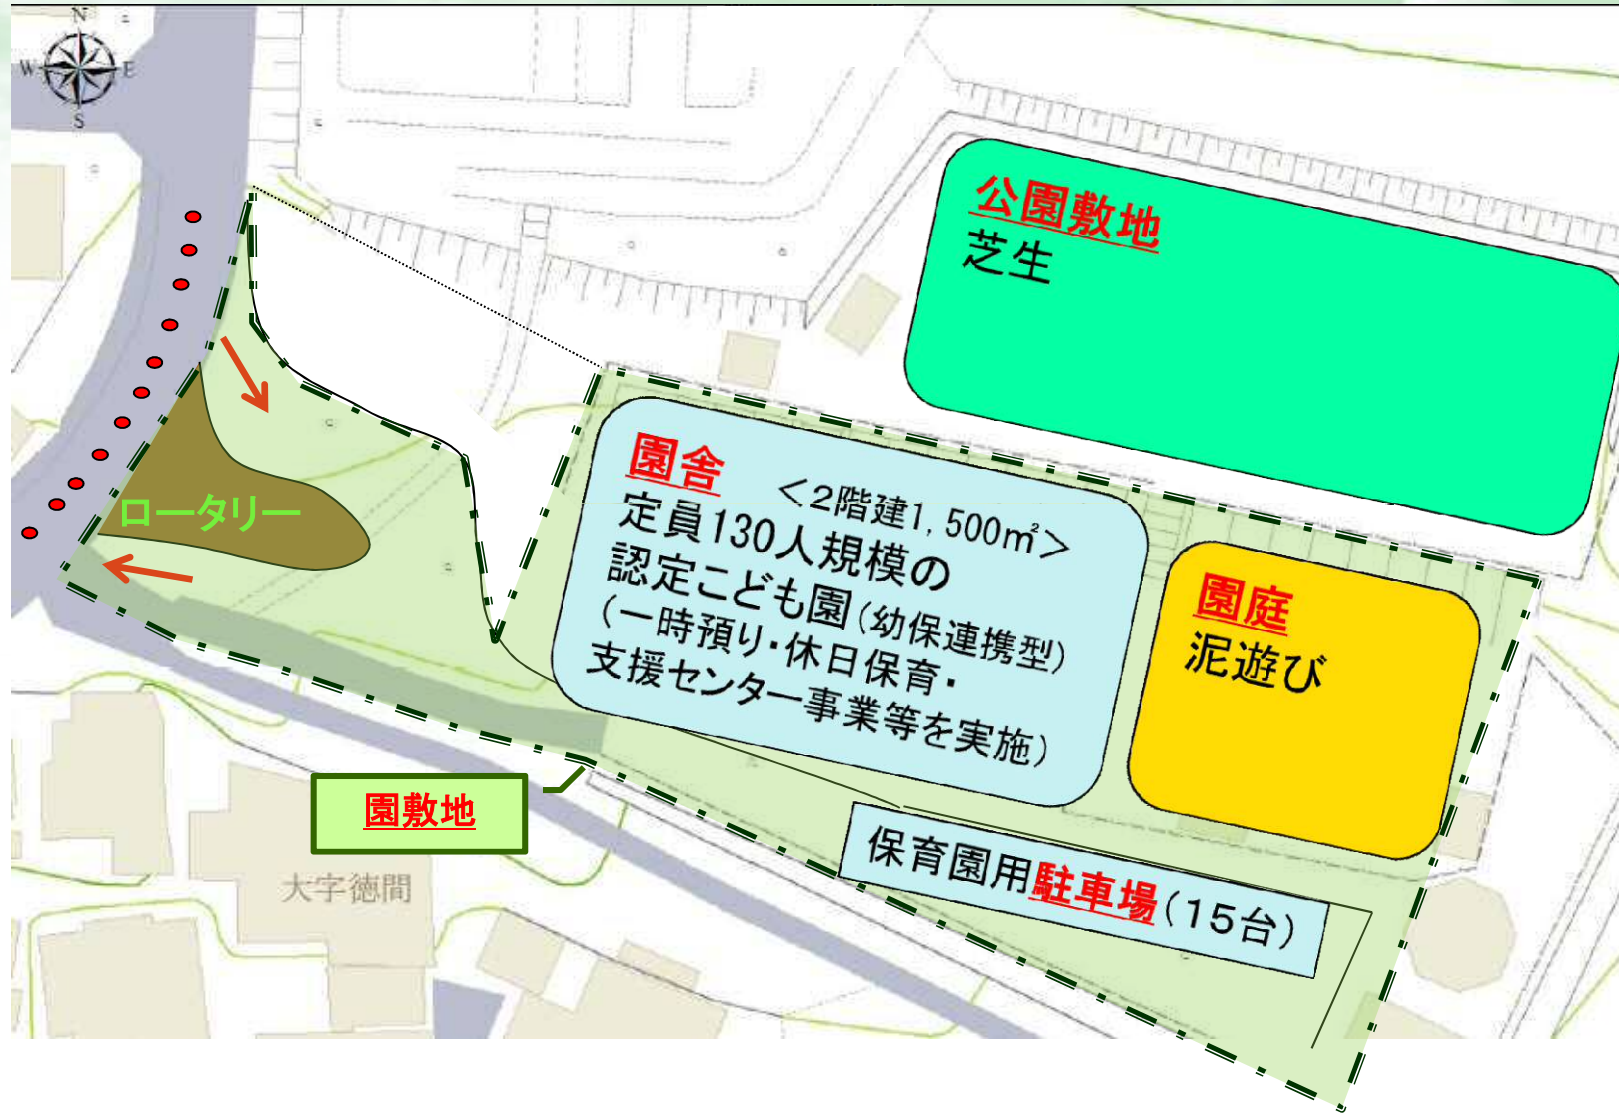 N
W E
S
公園敷地
芝生
園舎 <2階建1,500㎡>
定員130人規模の
認定こども園(幼保連携型)
(一時預り・休日保育・
支援センター事業等を実施)
園庭
泥遊び
ロータリー
園敷地
保育園用駐車場(15台)
大字徳間